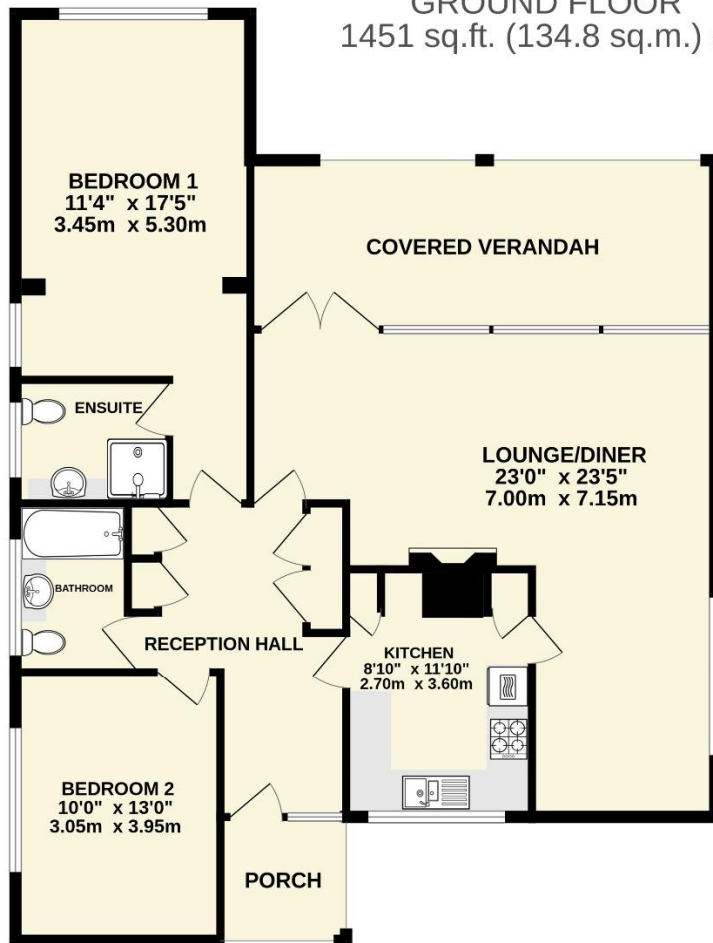 GROUND FLOOR
1451 sq.ft. (134.8 sq.m.)
BEDROOM 1
11'4" x 17'5"
3.45m x 5.30m
COVERED VERANDAH
ENSUITE
LOUNGE/DINER
23'0" x 23'5"
7.00m x 7.15m
BATHROOM
RECEPTION HALL
KITCHEN
8'10" x 11'10"
2.70m x 3.60m
BEDROOM 2
10'0" x 13'0"
3.05m x 3.95m
PORCH